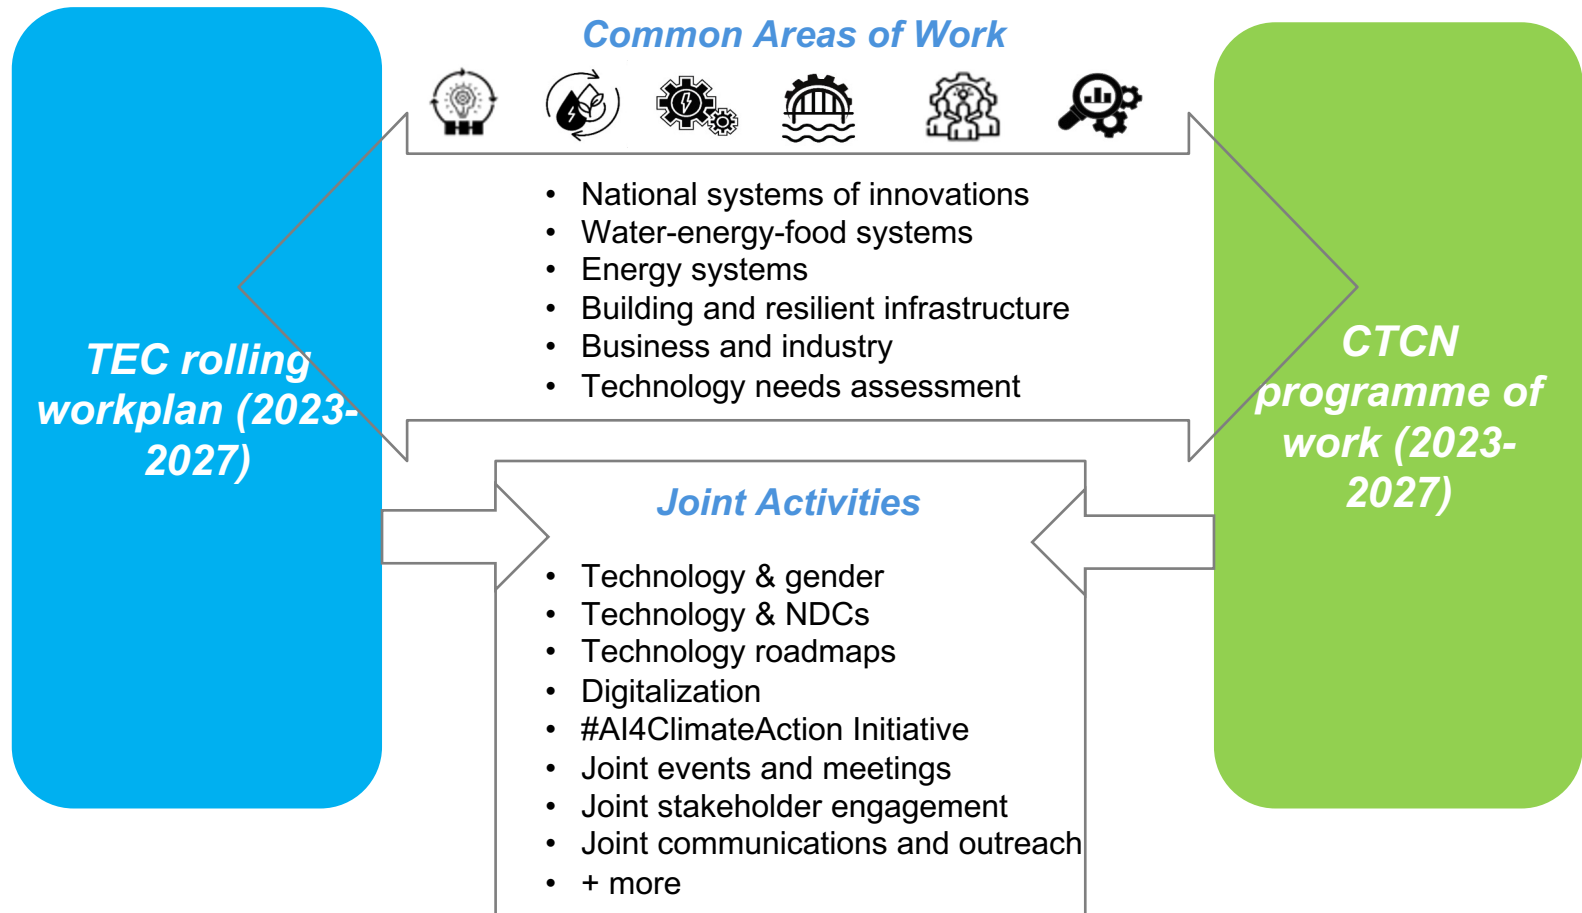 Common Areas of Work
• National systems of innovations
• Water-energy-food systems
• Energy systems
• Building and resilient infrastructure
• Business and industry
• Technology needs assessment
TEC rolling
workplan (2023-
2027)
CTCN
programme of
work (2023-
2027)
Joint Activities
• Technology & gender
• Technology & NDCs
• Technology roadmaps
• Digitalization
• #AI4ClimateAction Initiative
• Joint events and meetings
• Joint stakeholder engagement
• Joint communications and outreach
• + more